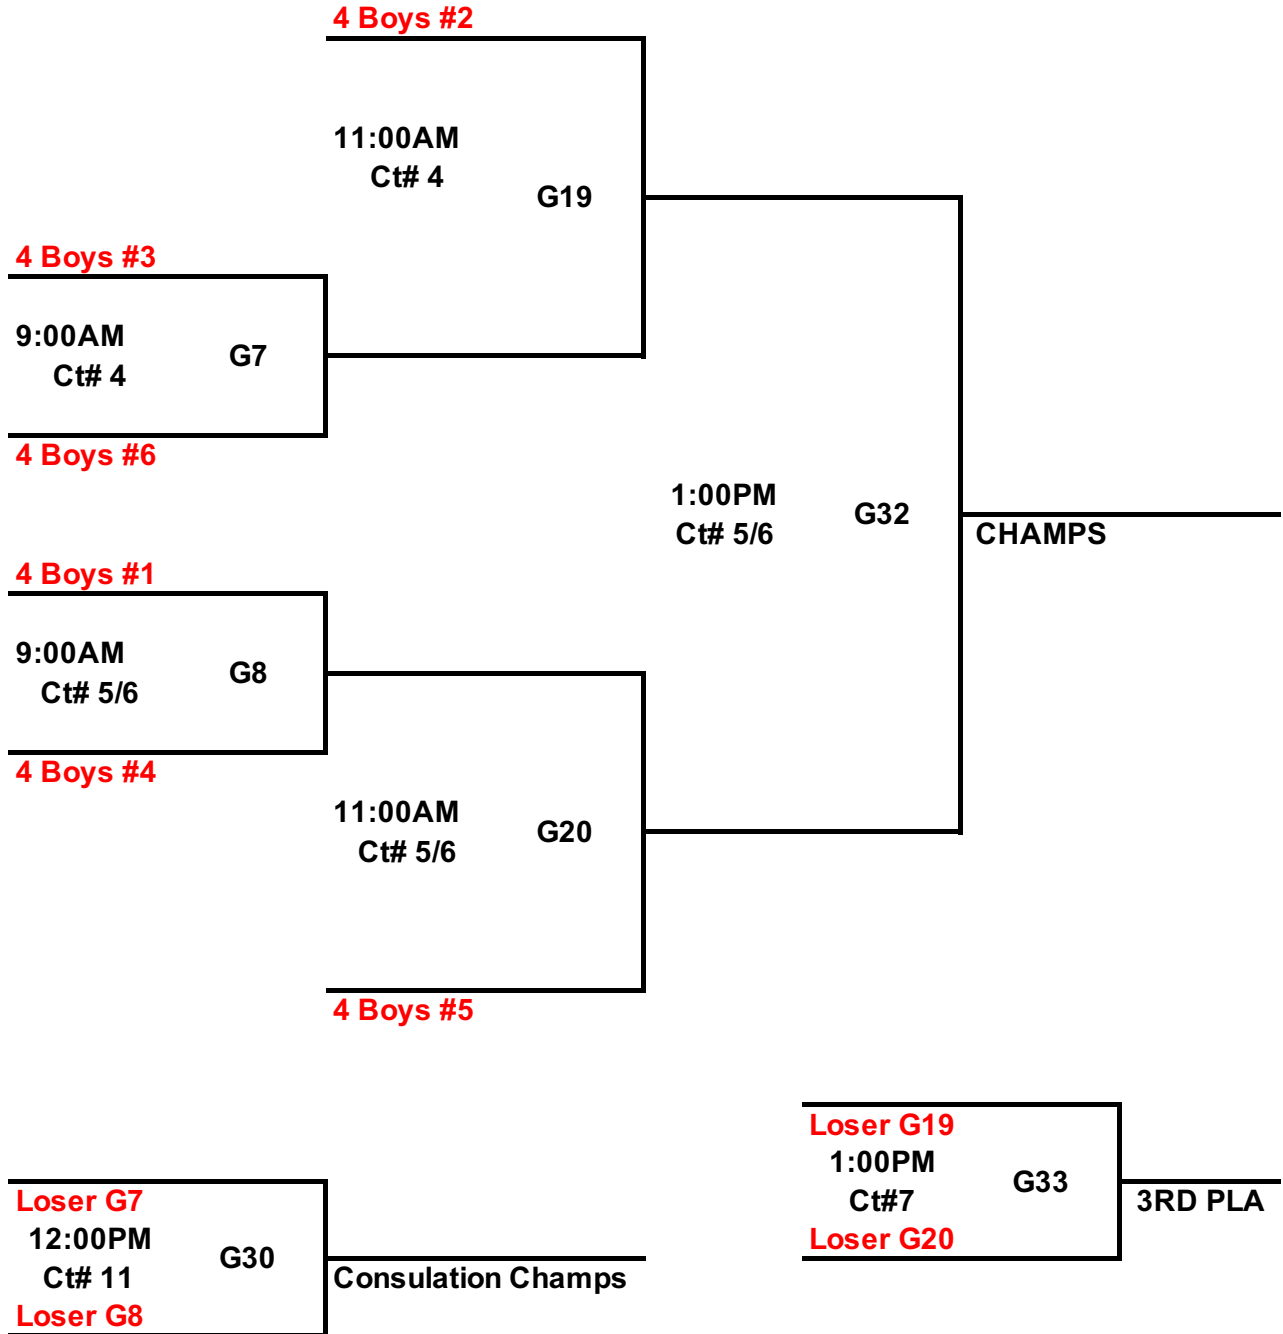 4 Boys #2
11:00AM
Ct# 4
G19
4 Boys #3
9:00AM
Ct# 4
G7
4 Boys #6
1:00PM
Ct# 5/6
G32
CHAMPS
4 Boys #1
9:00AM
Ct# 5/6
G8
4 Boys #4
11:00AM
Ct# 5/6
G20
4 Boys #5
Loser G19
1:00PM
Ct#7
G33
Loser G20
3RD PLA
Loser G7
12:00PM
Ct# 11
G30
Loser G8
Consulation Champs